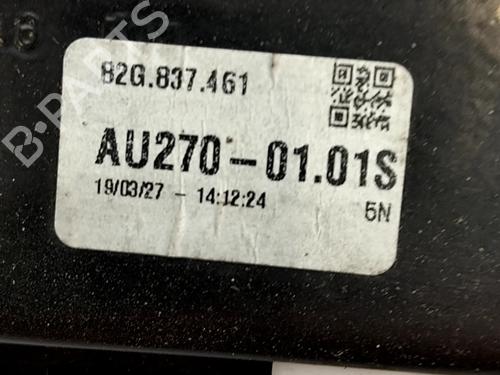 82G.837.461
AU270-01.01S
19/03/27 - 14:12:24
5N
B-PARTS